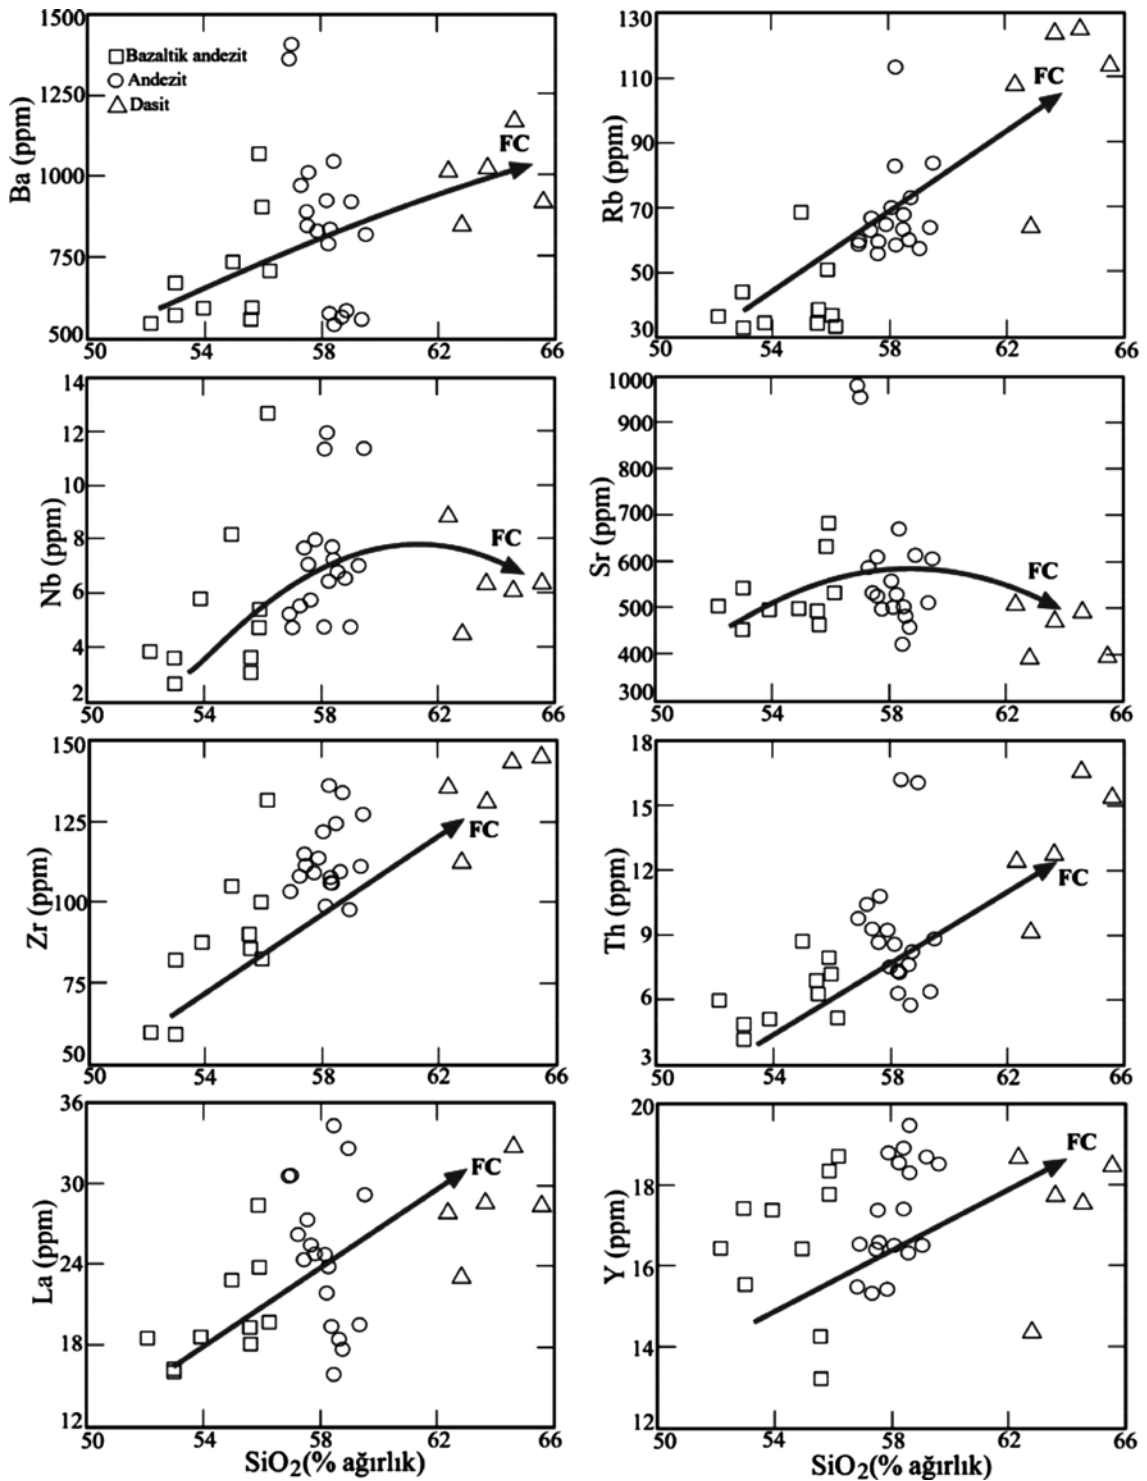 1500
1250
1000
750
500
Ba (ppm)
Bazaltik andezit
Andezit
Dasit
FC
50 54 58 62 66
130
110
90
70
50
30
Rb (ppm)
FC
50 54 58 62 66
14
12
10
8
6
4
2
Nb (ppm)
FC
50 54 58 62 66
1000
900
800
700
600
500
400
300
Sr (ppm)
FC
50 54 58 62 66
150
125
100
75
50
Zr (ppm)
FC
50 54 58 62 66
18
15
12
9
6
3
Th (ppm)
FC
50 54 58 62 66
36
30
24
18
12
La (ppm)
FC
50 54 58 62 66
SiO2(% ağırlık)
20
18
16
14
12
Y (ppm)
FC
50 54 58 62 66
SiO2(% ağırlık)